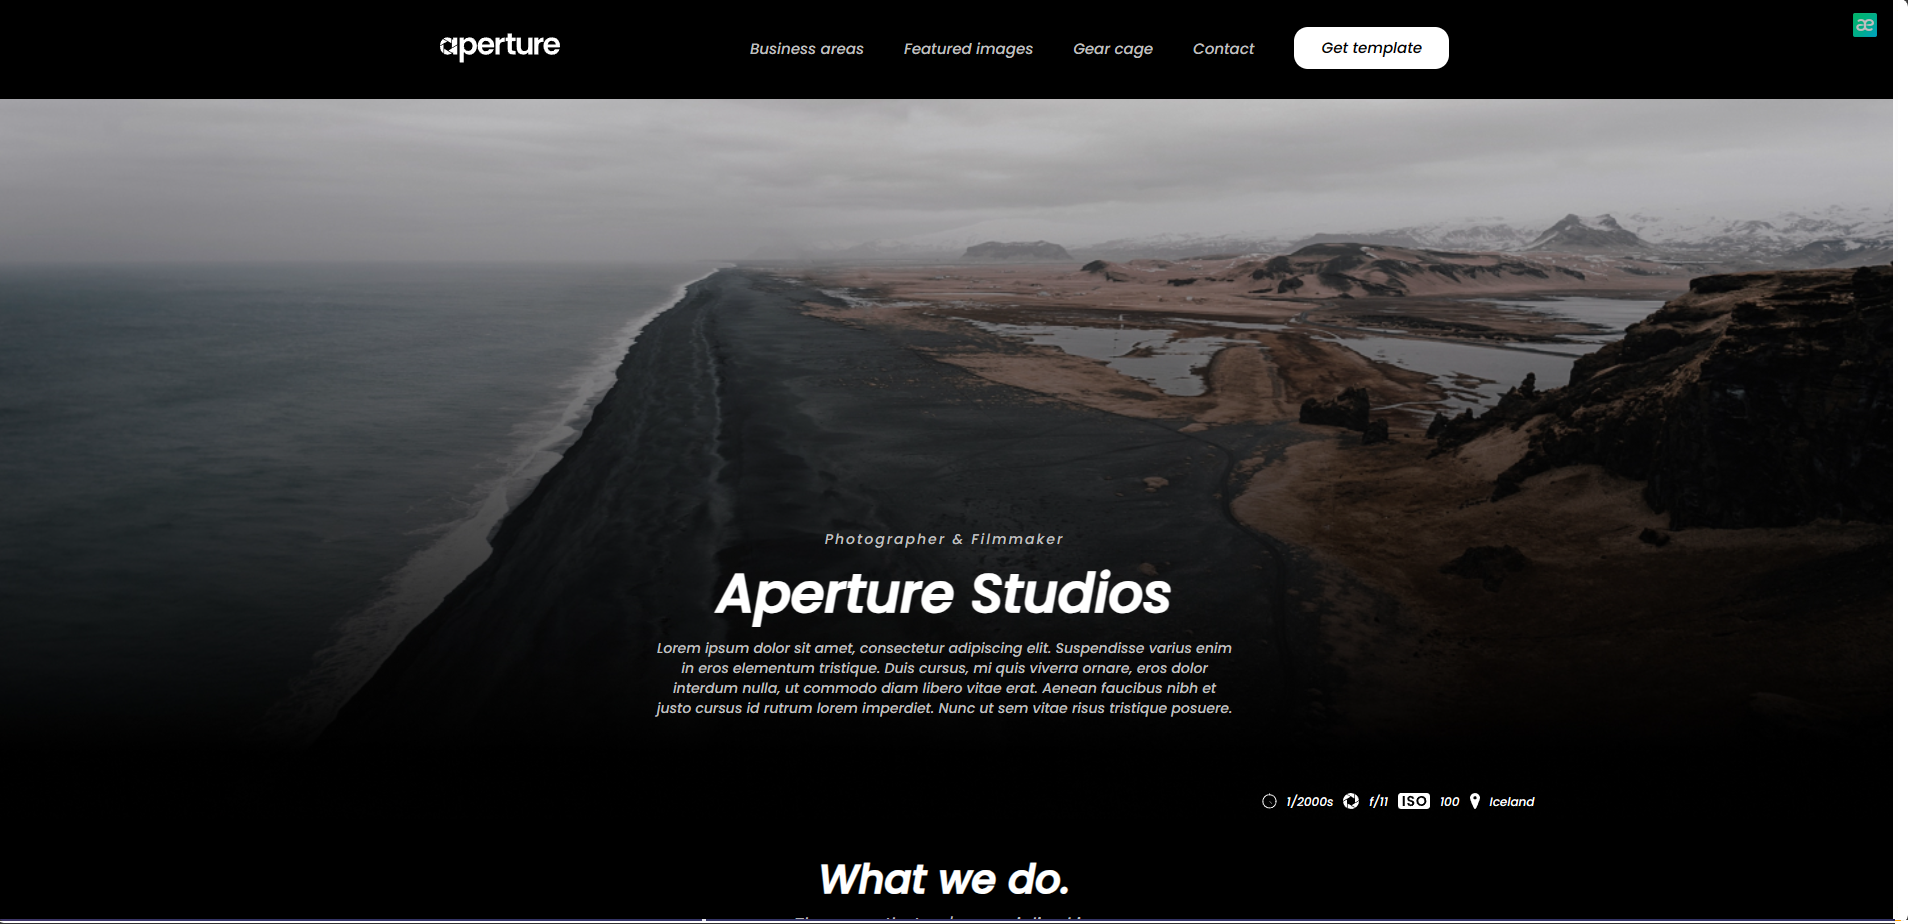 aperture
Business areas
Featured images
Gear cage
Contact
Get template
æ
Photographer & Filmmaker
Aperture Studios
Lorem ipsum dolor sit amet, consectetur adipiscing elit. Suspendisse varius enim
in eros elementum tristique. Duis cursus, mi quis viverra ornare, eros dolor
interdum nulla, ut commodo diam libero vitae erat. Aenean faucibus nibh et
justo cursus id rutrum lorem imperdiet. Nunc ut sem vitae risus tristique posuere.
1/2000s f/11 ISO 100 Iceland
What we do.